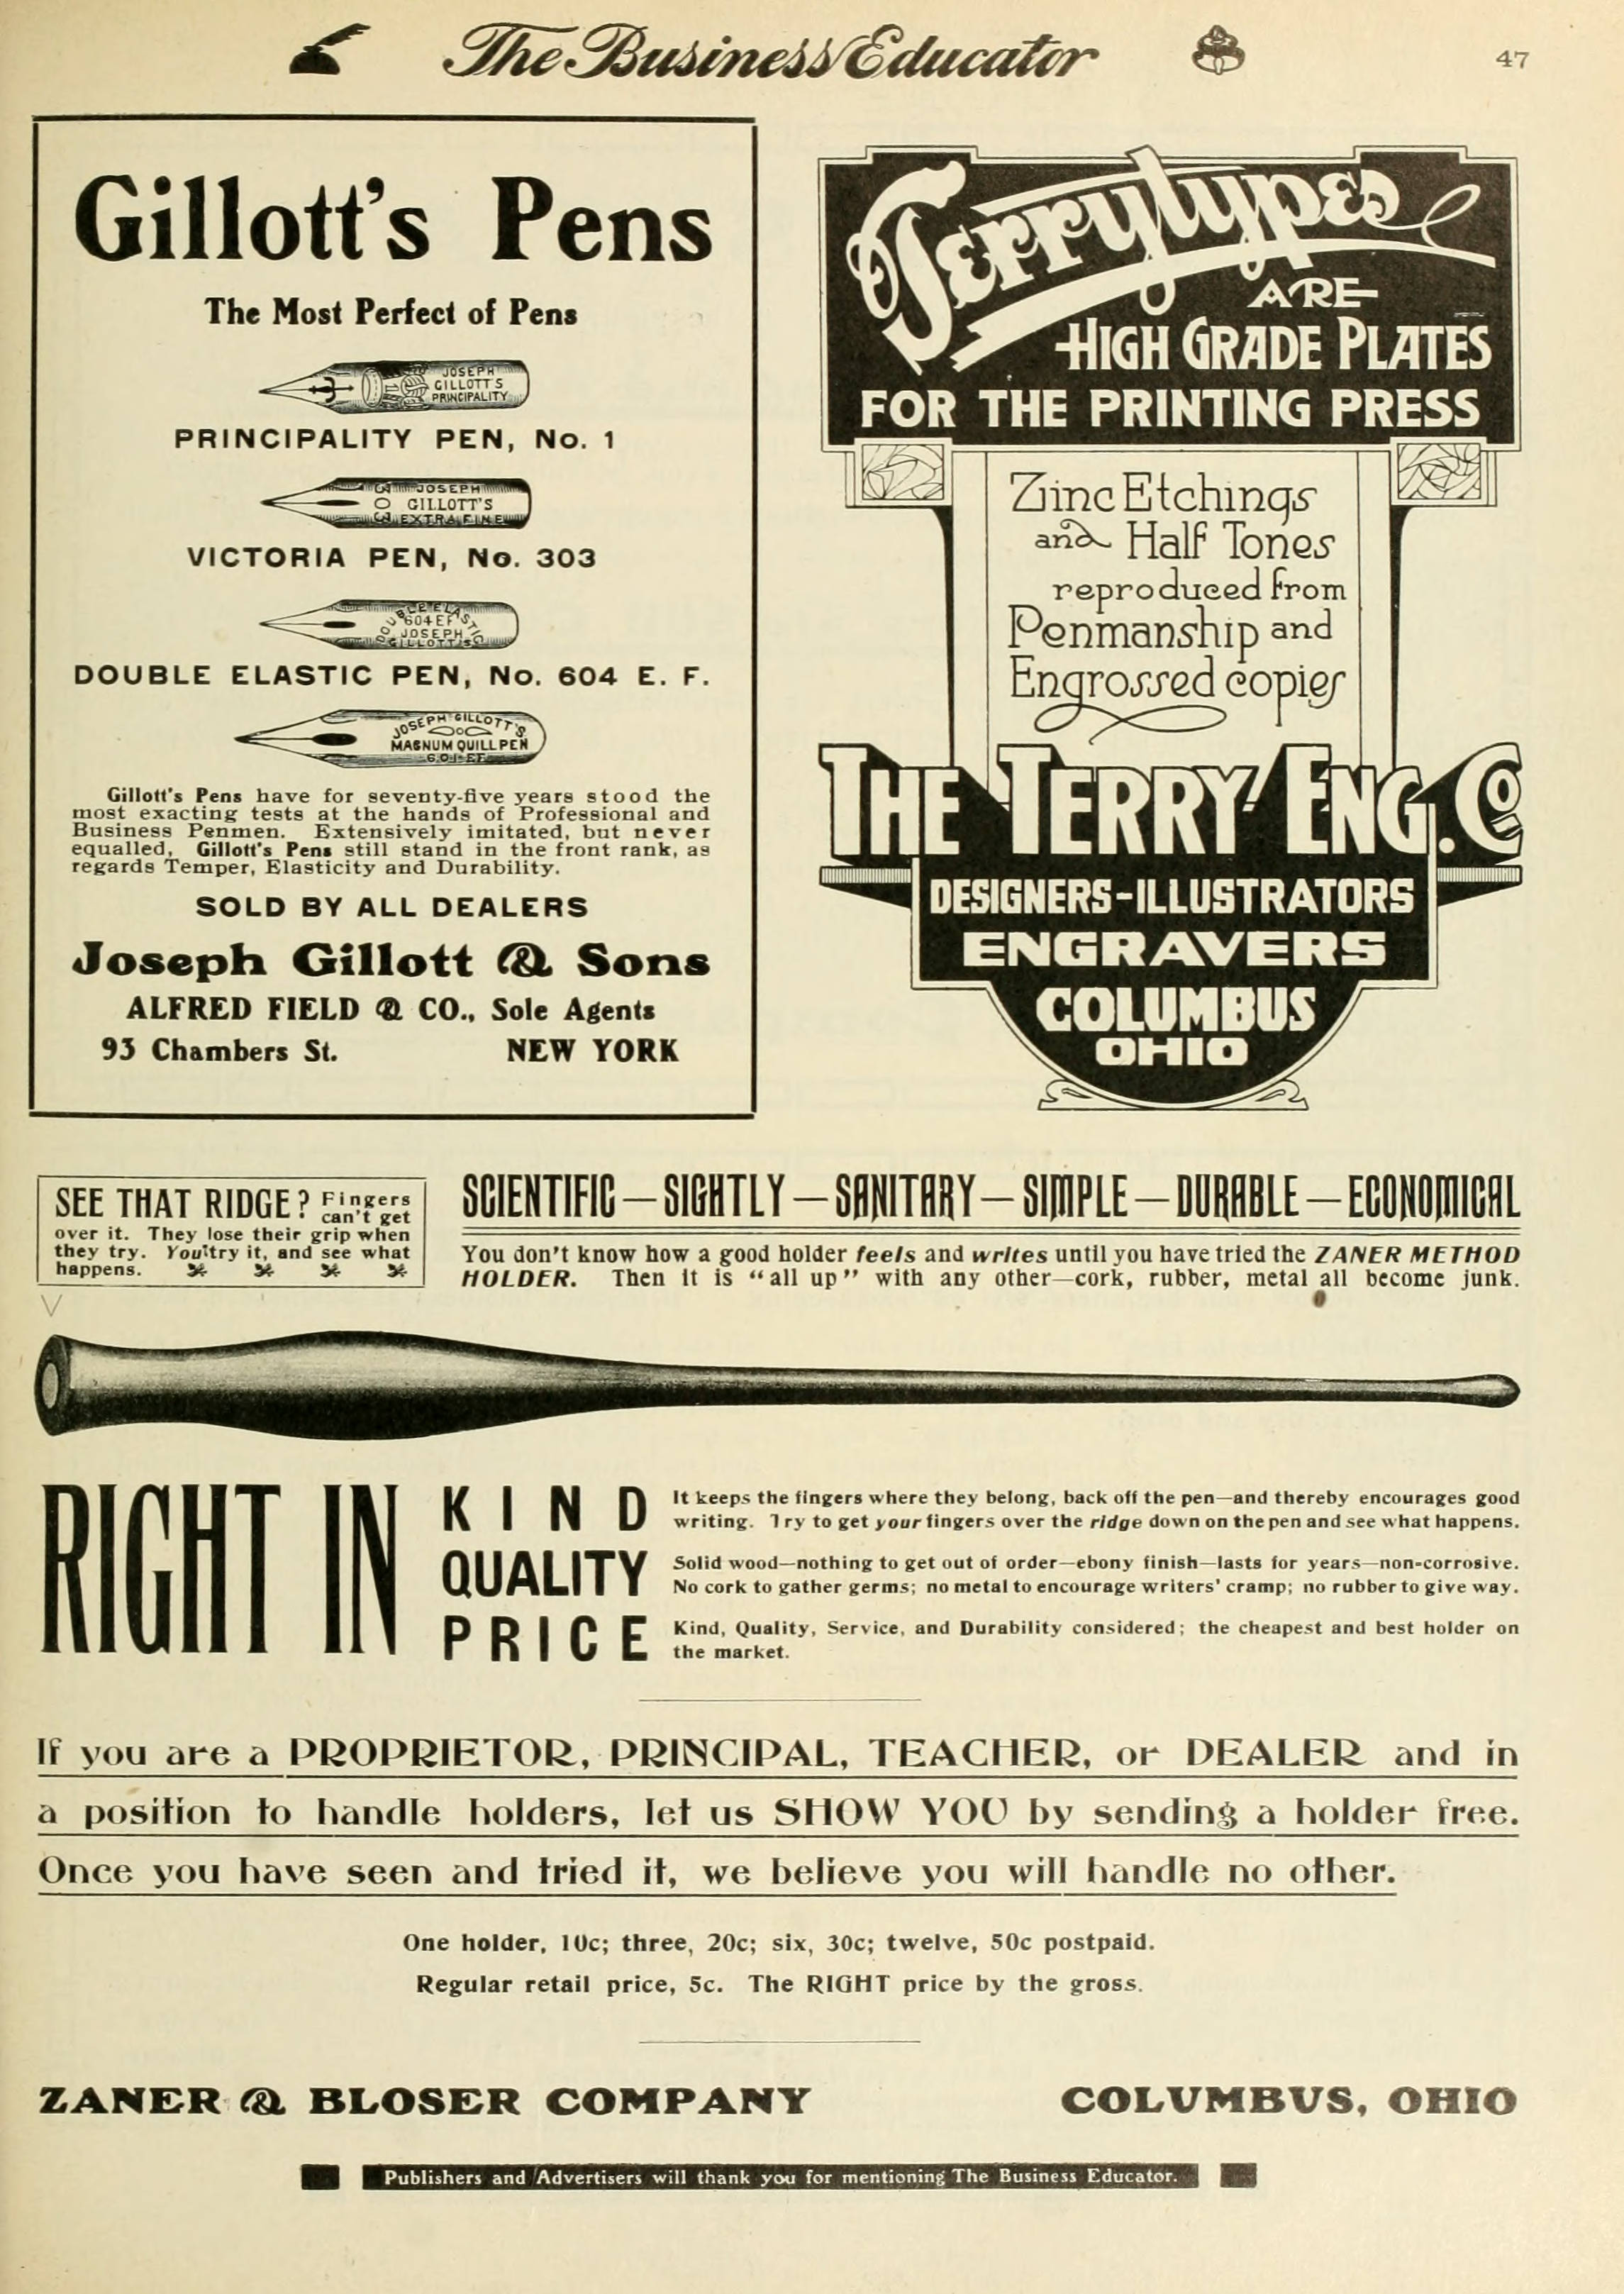 The Business Educator
47
Gillott's Pens
The Most Perfect of Pens
JOSEPH
GILLOTT'S
PRINCIPALITY
PRINCIPALITY PEN, No. 1
303
JOSEPH
GILLOTT'S
EXTRA FINE
VICTORIA PEN, No. 303
DOUBLE ELASTIC
604 EF
JOSEPH
GILLOTT'S
DOUBLE ELASTIC PEN, No. 604 E. F.
JOSEPH GILLOTT'S
MAGNUM QUILL PEN
601 EF
Gillott's Pens have for seventy-five years stood the
most exacting tests at the hands of Professional and
Business Penmen. Extensively imitated, but never
equalled, Gillott's Pens still stand in the front rank, as
regards Temper, Elasticity and Durability.
SOLD BY ALL DEALERS
Joseph Gillott & Sons
ALFRED FIELD & CO., Sole Agents
93 Chambers St. NEW YORK
Terrytypes
ARE
HIGH GRADE PLATES
FOR THE PRINTING PRESS
Zinc Etchings
and Half Tones
reproduced from
Penmanship and
Engrossed copies
THE TERRY ENG. Co
DESIGNERS-ILLUSTRATORS
ENGRAVERS
COLUMBUS
OHIO
SEE THAT RIDGE? Fingers
can't get
over it. They lose their grip when
they try. You try it, and see what
happens.
SCIENTIFIC — SIGHTLY — SANITARY — SIMPLE — DURABLE — ECONOMICAL
You don't know how a good holder feels and writes until you have tried the ZANER METHOD
HOLDER. Then it is "all up" with any other—cork, rubber, metal all become junk.
RIGHT IN
KIND
It keeps the fingers where they belong, back off the pen—and thereby encourages good
writing. Try to get your fingers over the ridge down on the pen and see what happens.
QUALITY
Solid wood—nothing to get out of order—ebony finish—lasts for years—non-corrosive.
No cork to gather germs; no metal to encourage writers' cramp; no rubber to give way.
PRICE
Kind, Quality, Service, and Durability considered; the cheapest and best holder on
the market.
If you are a PROPRIETOR, PRINCIPAL, TEACHER, or DEALER and in
a position to handle holders, let us SHOW YOU by sending a holder free.
Once you have seen and tried it, we believe you will handle no other.
One holder, 10c; three, 20c; six, 30c; twelve, 50c postpaid.
Regular retail price, 5c. The RIGHT price by the gross.
ZANER & BLOSER COMPANY COLUMBUS, OHIO
Publishers and Advertisers will thank you for mentioning The Business Educator.